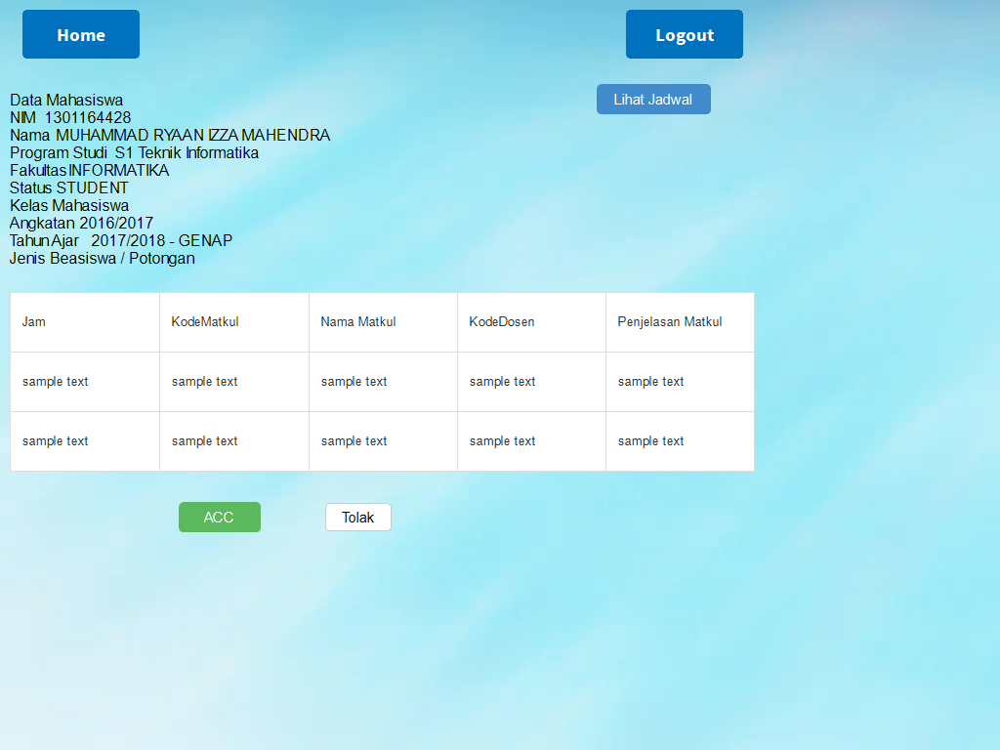 Home Logout
Lihat Jadwal
Data Mahasiswa
NIM 1301164428
Nama MUHAMMAD RYAAN IZZA MAHENDRA
Program Studi S1 Teknik Informatika
Fakultas INFORMATIKA
Status STUDENT
Kelas Mahasiswa
Angkatan 2016/2017
Tahun Ajar 2017/2018 - GENAP
Jenis Beasiswa / Potongan
Jam KodeMatkul Nama Matkul KodeDosen Penjelasan Matkul
sample text sample text sample text sample text sample text
sample text sample text sample text sample text sample text
ACC Tolak